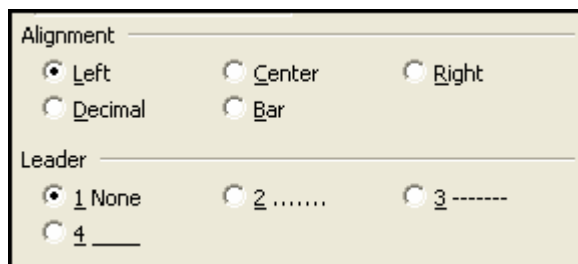 Alignment
Left Center Right
Decimal Bar
Leader
1 None 2 ....... 3 -------
4 ____